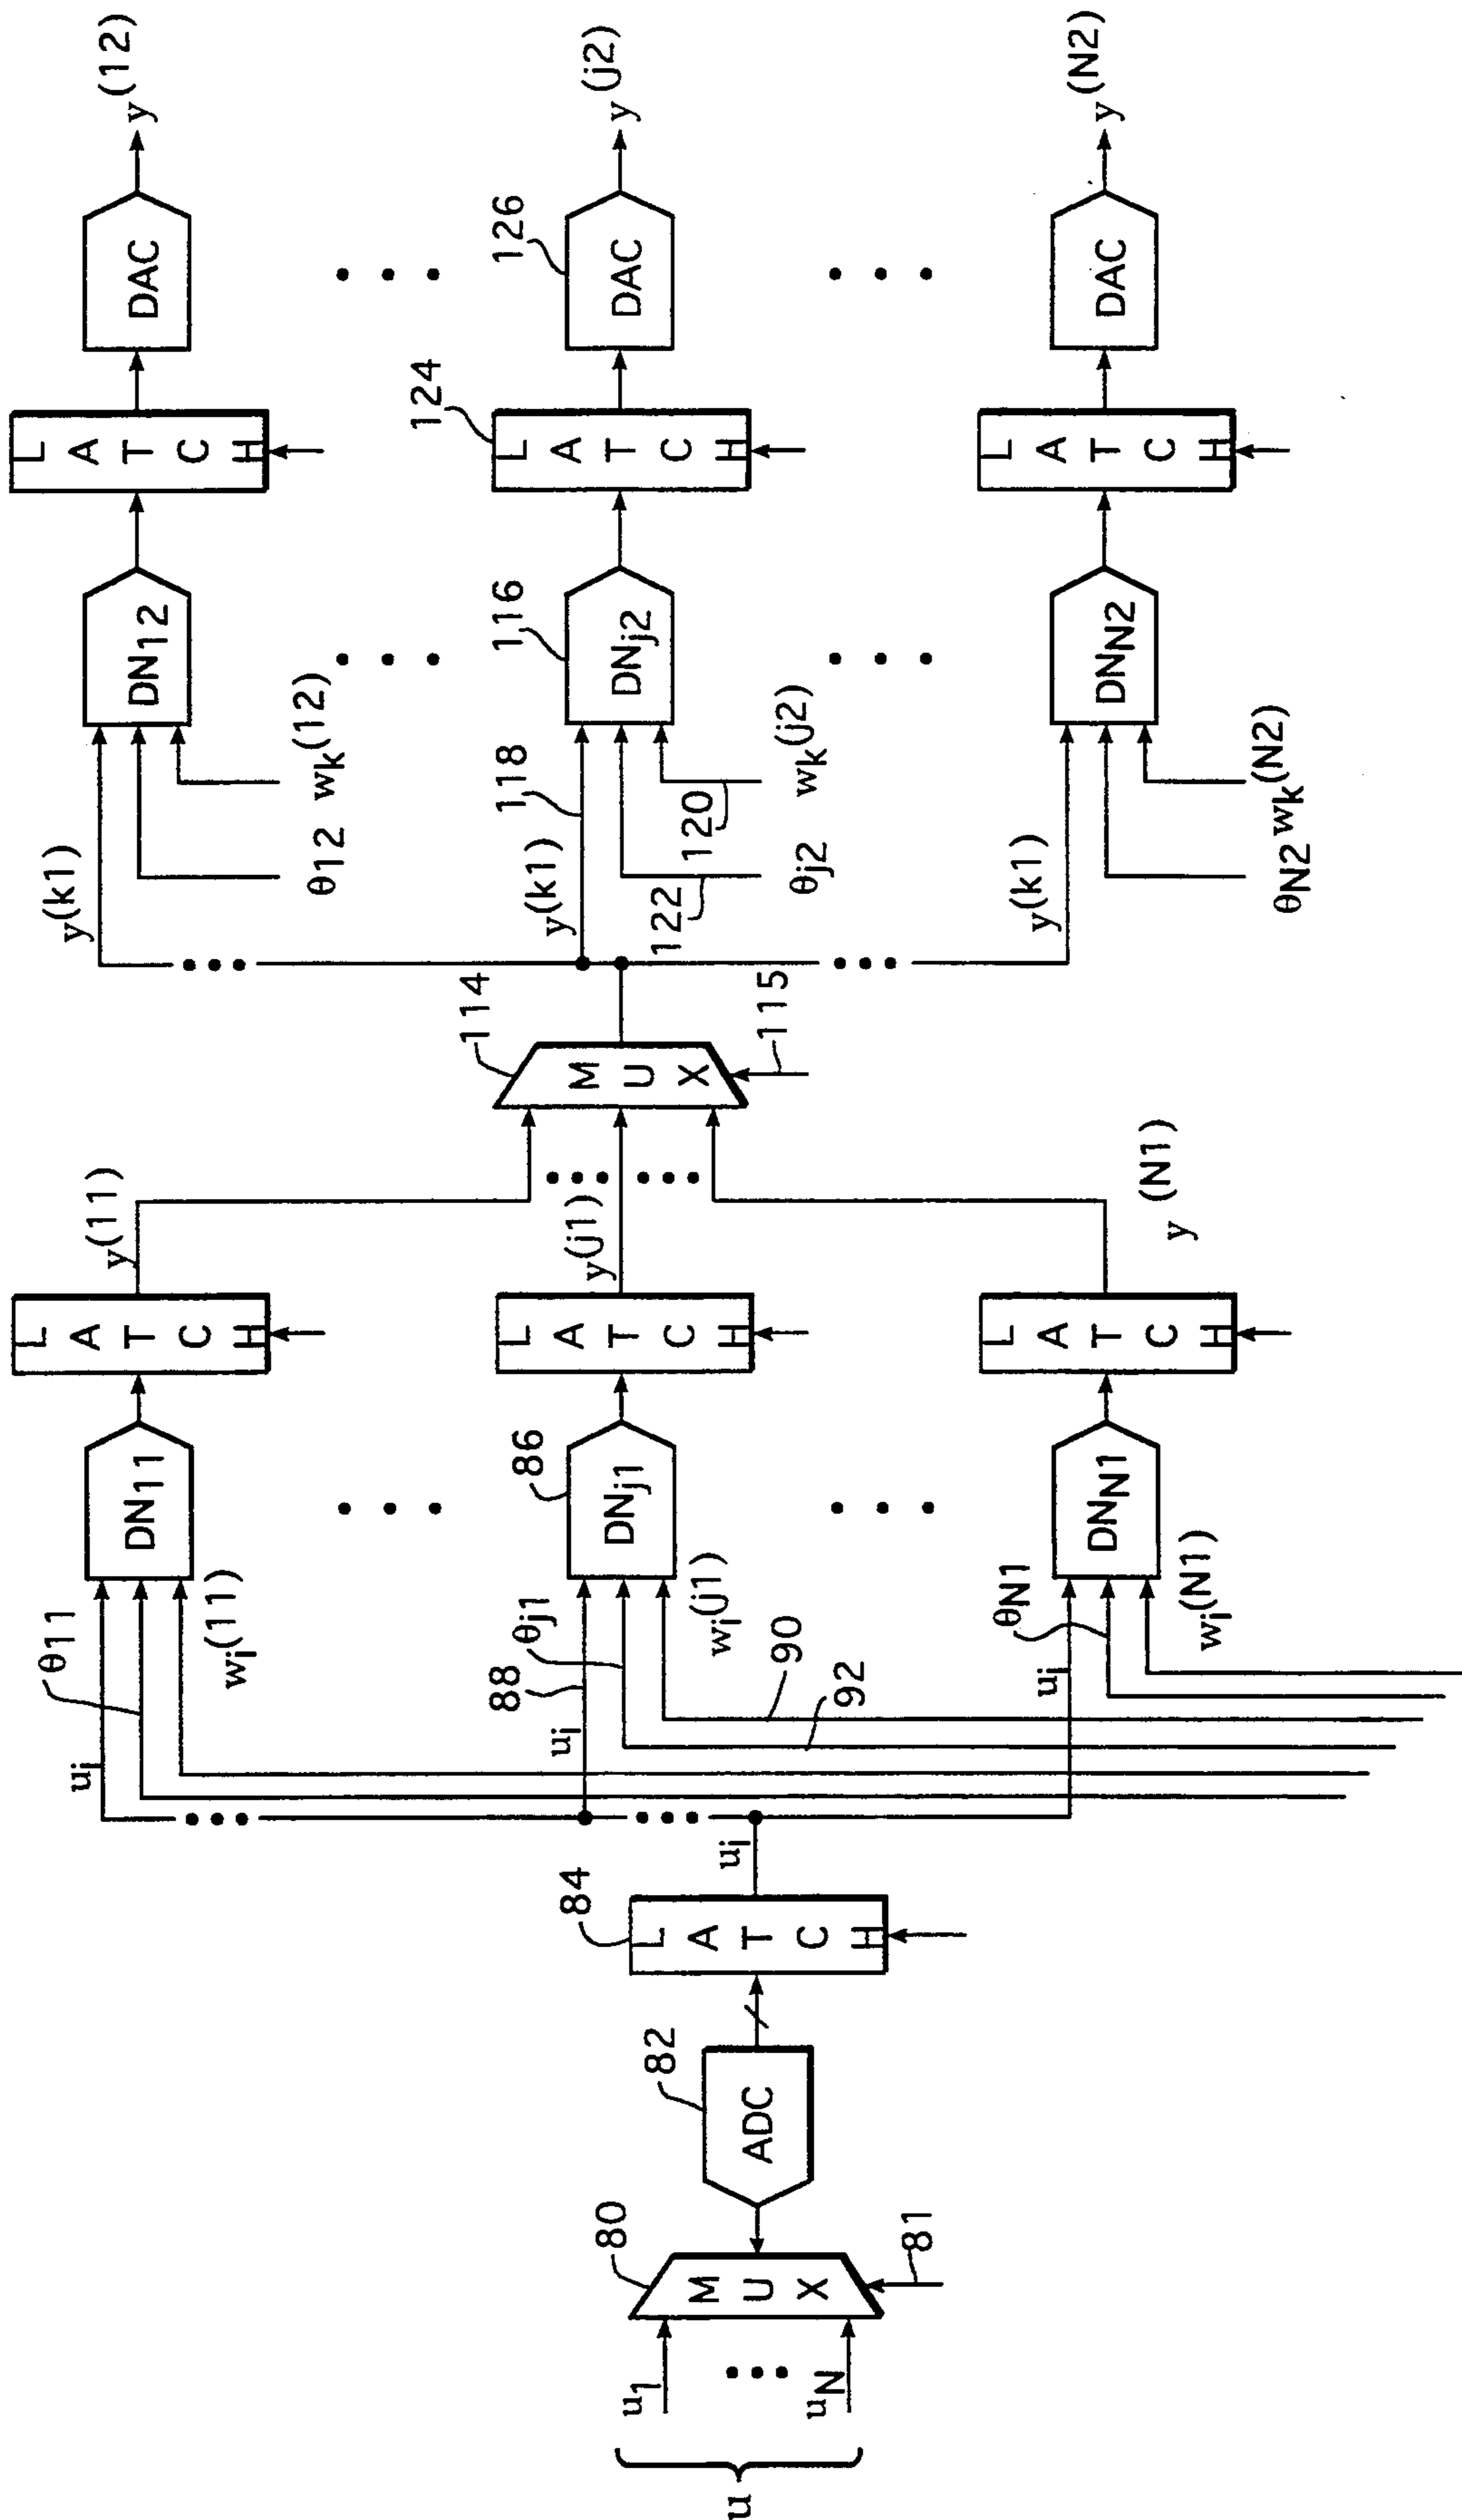 u
u1
uN
MUX
80
81
ADC
82
LATCH
84
ui
ui
θ11
wi(11)
DN11
LATCH
y(11)
88
ui
θj1
wi(j1)
90
92
86
DNj1
LATCH
y(j1)
ui
θN1
wi(N1)
DNN1
LATCH
y(N1)
114
MUX
115
y(k1)
θ12
wk(12)
DN12
LATCH
DAC
y(12)
y(k1)
118
122
120
θj2
wk(j2)
116
DNj2
124
LATCH
126
DAC
y(j2)
y(k1)
θN2
wk(N2)
DNN2
LATCH
DAC
y(N2)